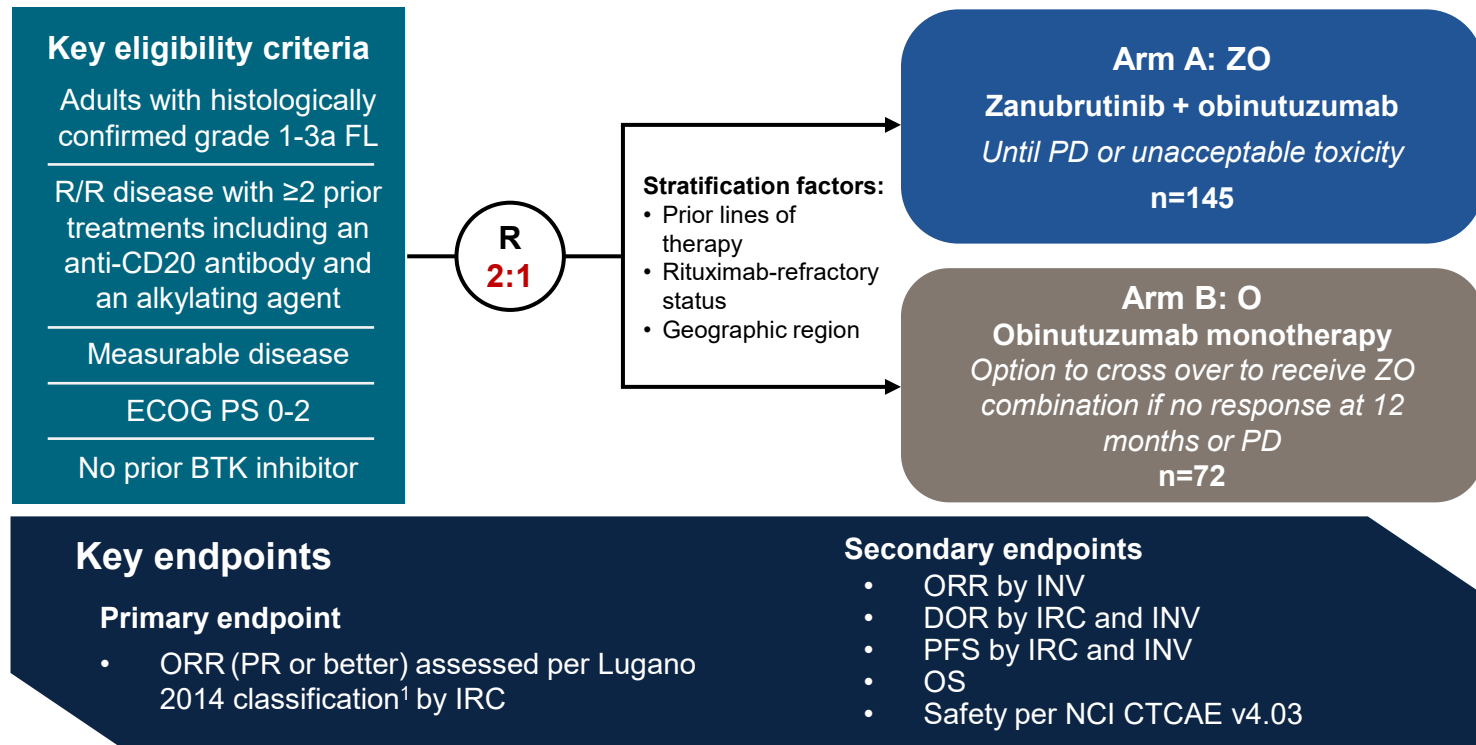 Key eligibility criteria
Adults with histologically
confirmed grade 1-3a FL
R/R disease with ≥2 prior
treatments including an
anti-CD20 antibody and
an alkylating agent
Measurable disease
ECOG PS 0-2
No prior BTK inhibitor
R
2:1
Stratification factors:
• Prior lines of
therapy
• Rituximab-refractory
status
• Geographic region
Arm A: ZO
Zanubrutinib + obinutuzumab
Until PD or unacceptable toxicity
n=145
Arm B: O
Obinutuzumab monotherapy
Option to cross over to receive ZO
combination if no response at 12
months or PD
n=72
Key endpoints
Primary endpoint
• ORR (PR or better) assessed per Lugano
2014 classification¹ by IRC
Secondary endpoints
• ORR by INV
• DOR by IRC and INV
• PFS by IRC and INV
• OS
• Safety per NCI CTCAE v4.03